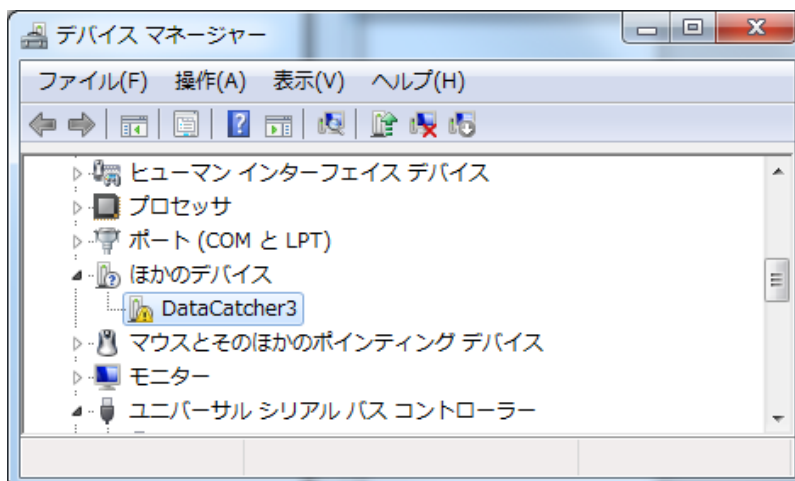 デバイス マネージャー
ファイル(F) 操作(A) 表示(V) ヘルプ(H)
ヒューマン インターフェイス デバイス
プロセッサ
ポート (COM と LPT)
ほかのデバイス
DataCatcher3
マウスとそのほかのポインティング デバイス
モニター
ユニバーサル シリアル バス コントローラー